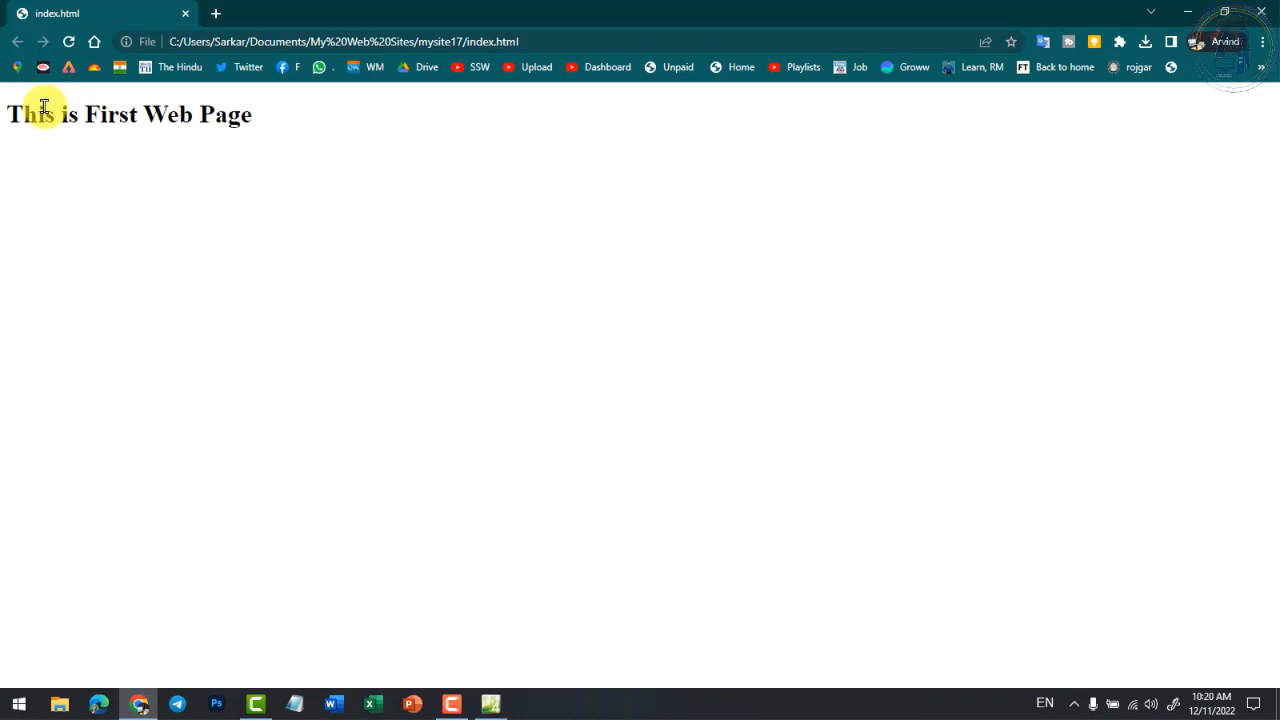 index.html
File C:/Users/Sarkar/Documents/My%20Web%20Sites/mysite17/index.html Arvind
The Hindu Twitter F . WM Drive SSW Upload Dashboard Unpaid Home Playlists Job Groww Learn, RM FT Back to home rojgar »
This is First Web Page
EN 10:20 AM
12/11/2022